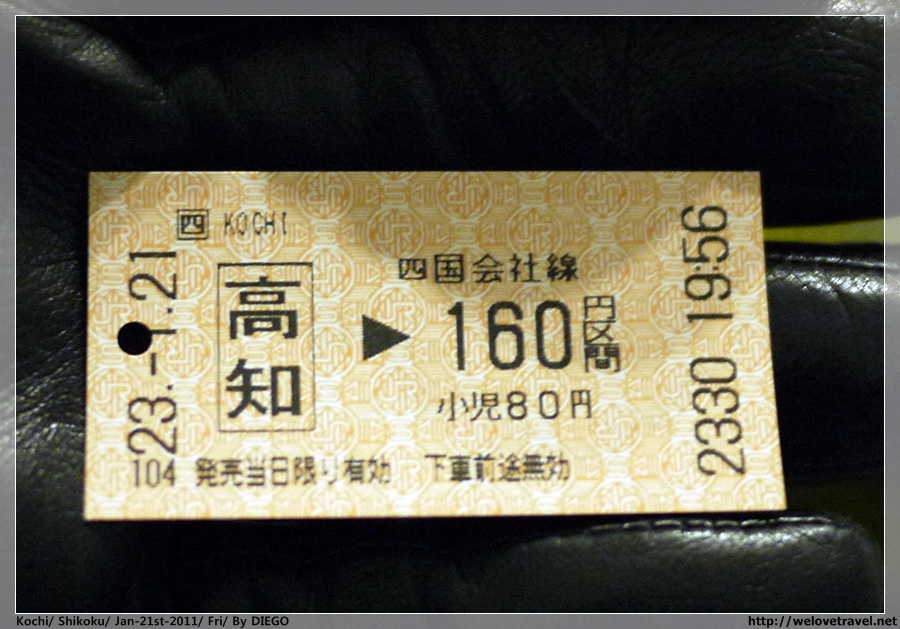 四 KOCHI
23.-1.21
高知
四国会社線
▶160円区間
小児80円
2330 19:56
104 発売当日限り有効 下車前途無効
Kochi/ Shikoku/ Jan-21st-2011/ Fri/ By DIEGO
http://welovetravel.net